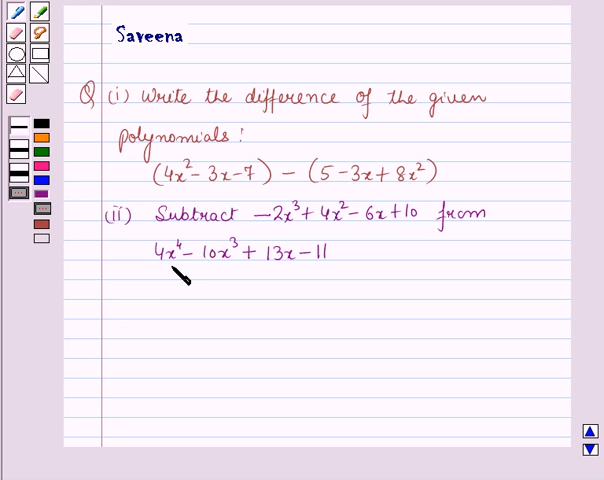 Saveena
Q (i) Write the difference of the given
polynomials:
(4x² - 3x - 7) - (5 - 3x + 8x²)
(ii) Subtract -2x³ + 4x² - 6x + 10 from
4x⁴ - 10x³ + 13x - 11